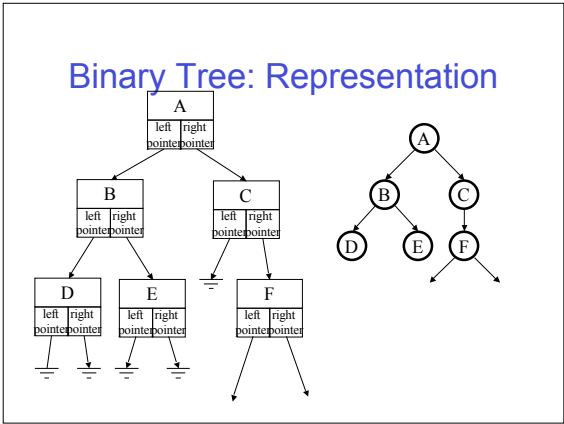 Binary Tree: Representation
A
left right
pointer pointer
B
left right
pointer pointer
C
left right
pointer pointer
D
left right
pointer pointer
E
left right
pointer pointer
F
left right
pointer pointer
A
B C
D E F